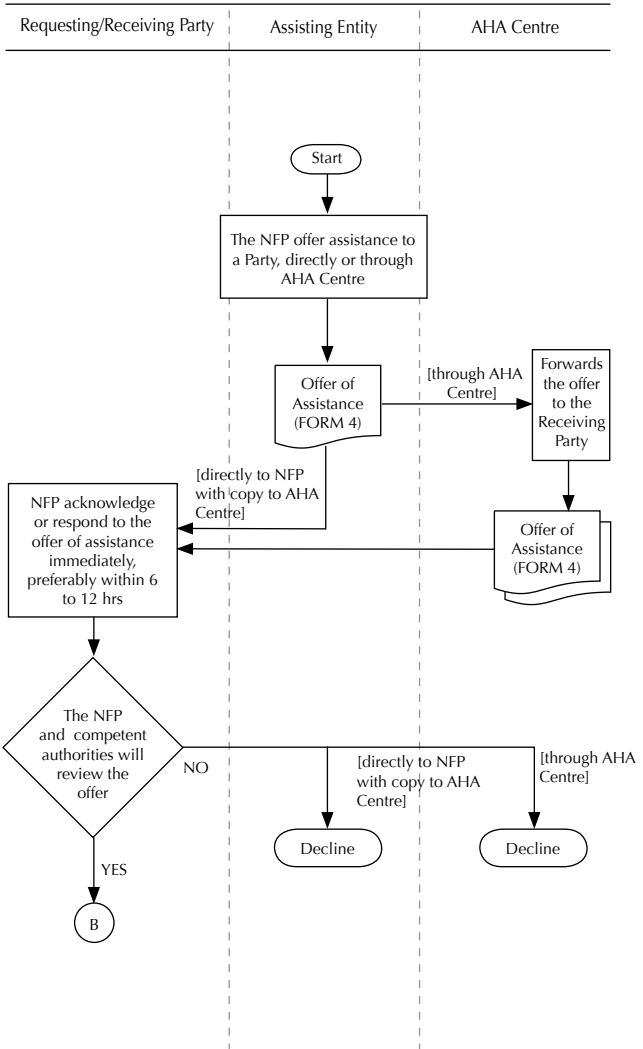 Requesting/Receiving Party
Assisting Entity
AHA Centre
Start
The NFP offer assistance to
a Party, directly or through
AHA Centre
Offer of
Assistance
(FORM 4)
[through AHA
Centre]
Forwards
the offer
to the
Receiving
Party
[directly to NFP
with copy to AHA
Centre]
NFP acknowledge
or respond to the
offer of assistance
immediately,
preferably within 6
to 12 hrs
Offer of
Assistance
(FORM 4)
The NFP
and competent
authorities will
review the
offer
NO
[directly to NFP
with copy to AHA
Centre]
[through AHA
Centre]
Decline
Decline
YES
B